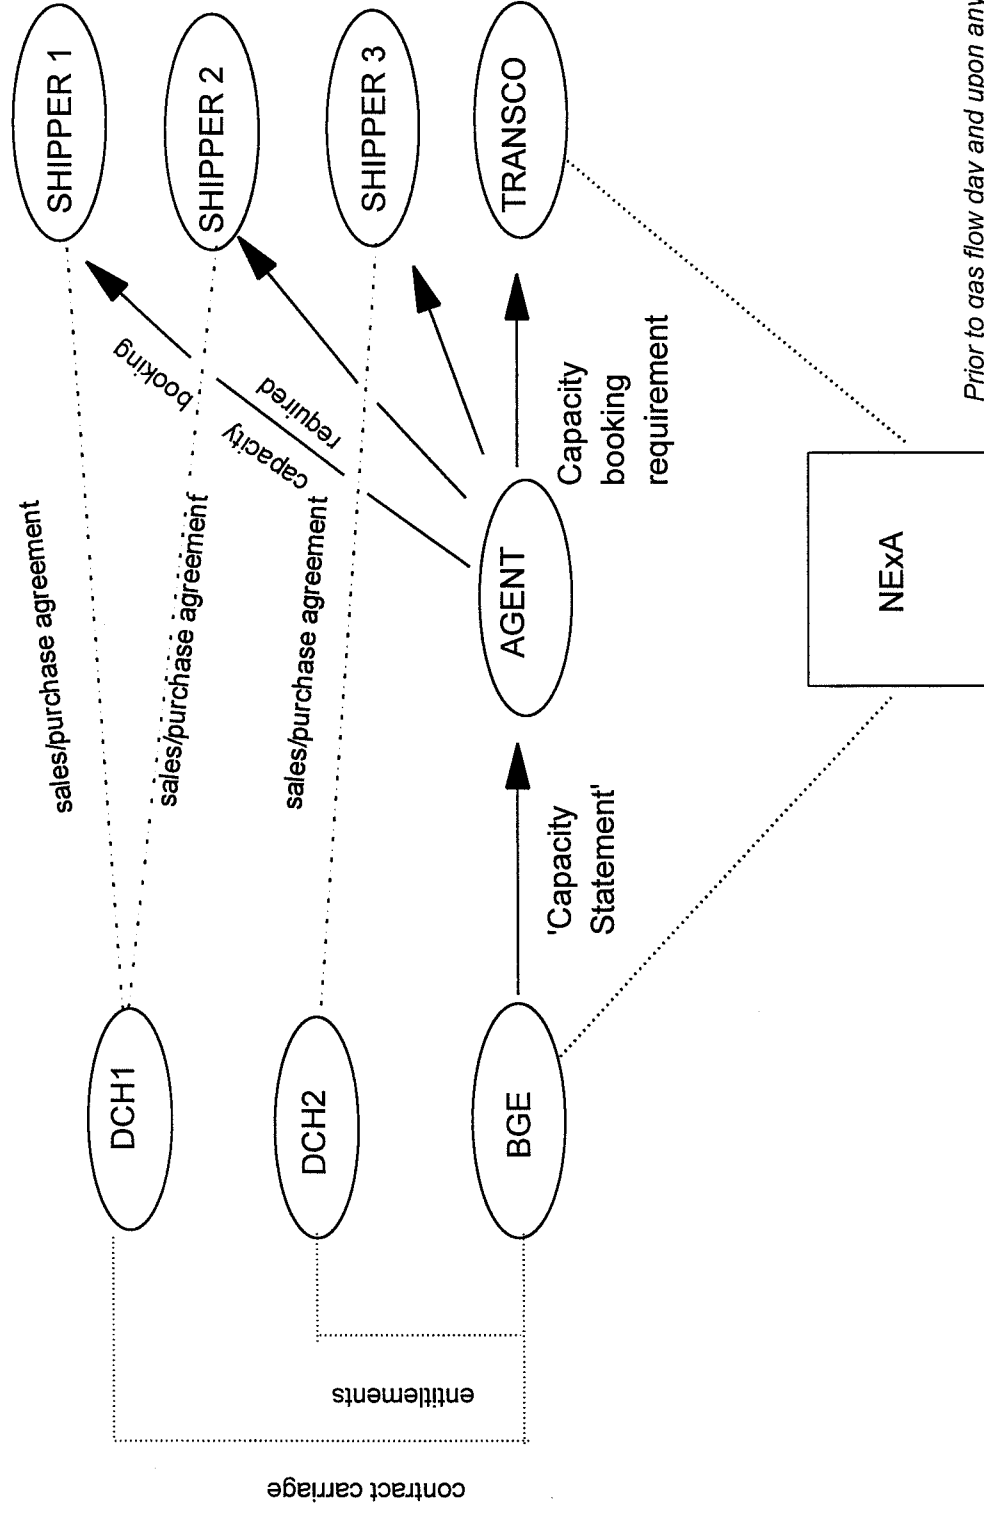 SHIPPER 1
SHIPPER 2
SHIPPER 3
TRANSCO
sales/purchase agreement
sales/purchase agreement
sales/purchase agreement
capacity
booking
required
Capacity
booking
requirement
AGENT
'Capacity
Statement'
DCH1
DCH2
BGE
entitlements
contract carriage
NExA
Prior to gas flow day and upon any